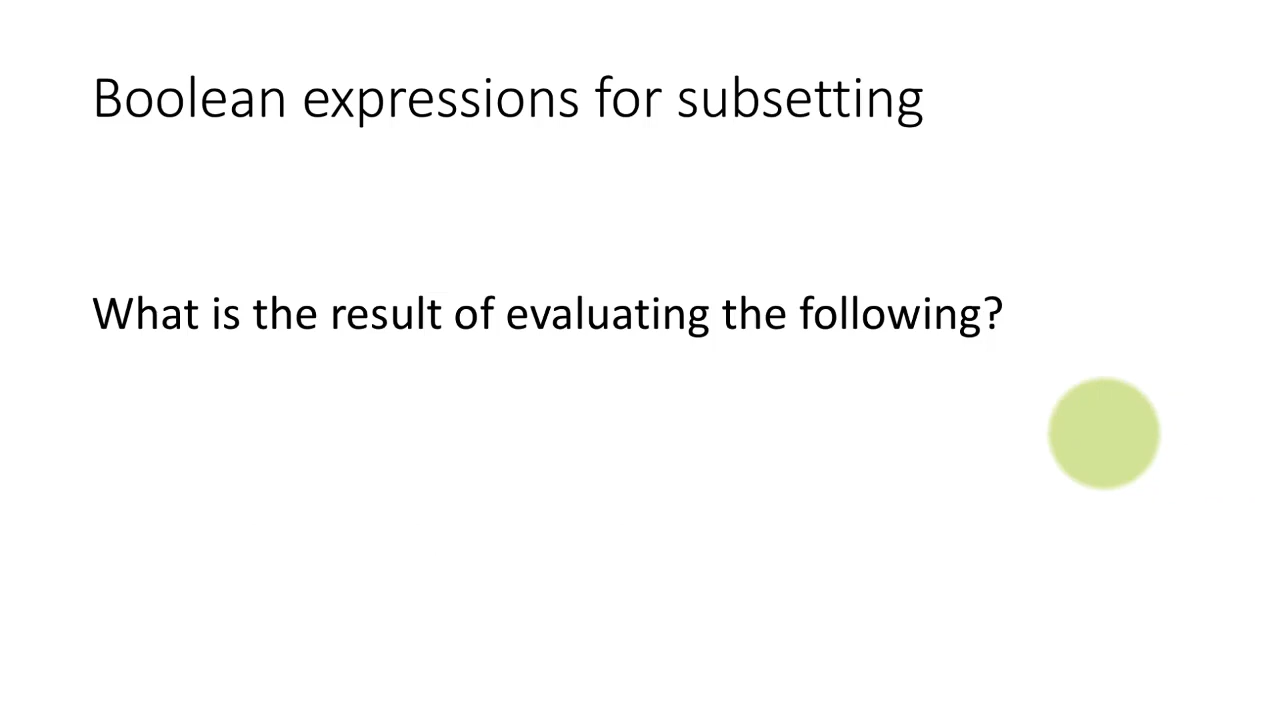 Boolean expressions for subsetting
What is the result of evaluating the following?